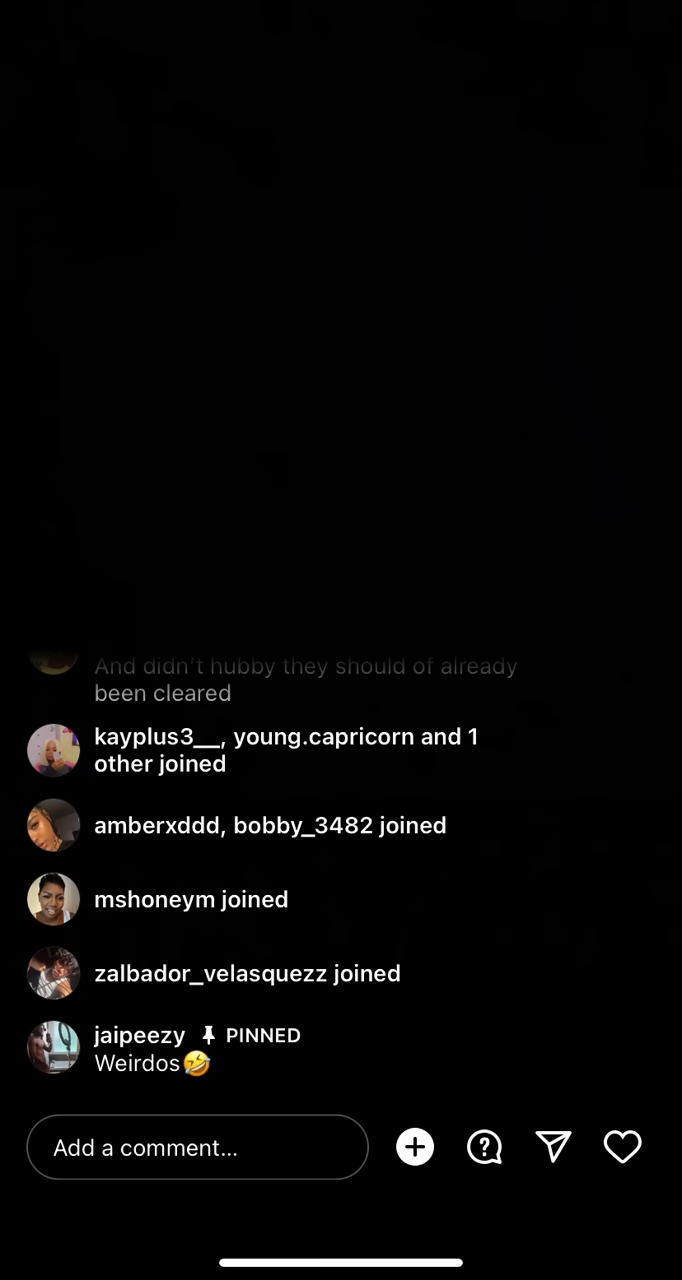 And didn't hubby they should of already
been cleared
kayplus3__, young.capricorn and 1
other joined
amberxddd, bobby_3482 joined
mshoneym joined
zalbador_velasquezz joined
jaipeezy PINNED
Weirdos🤣
Add a comment...